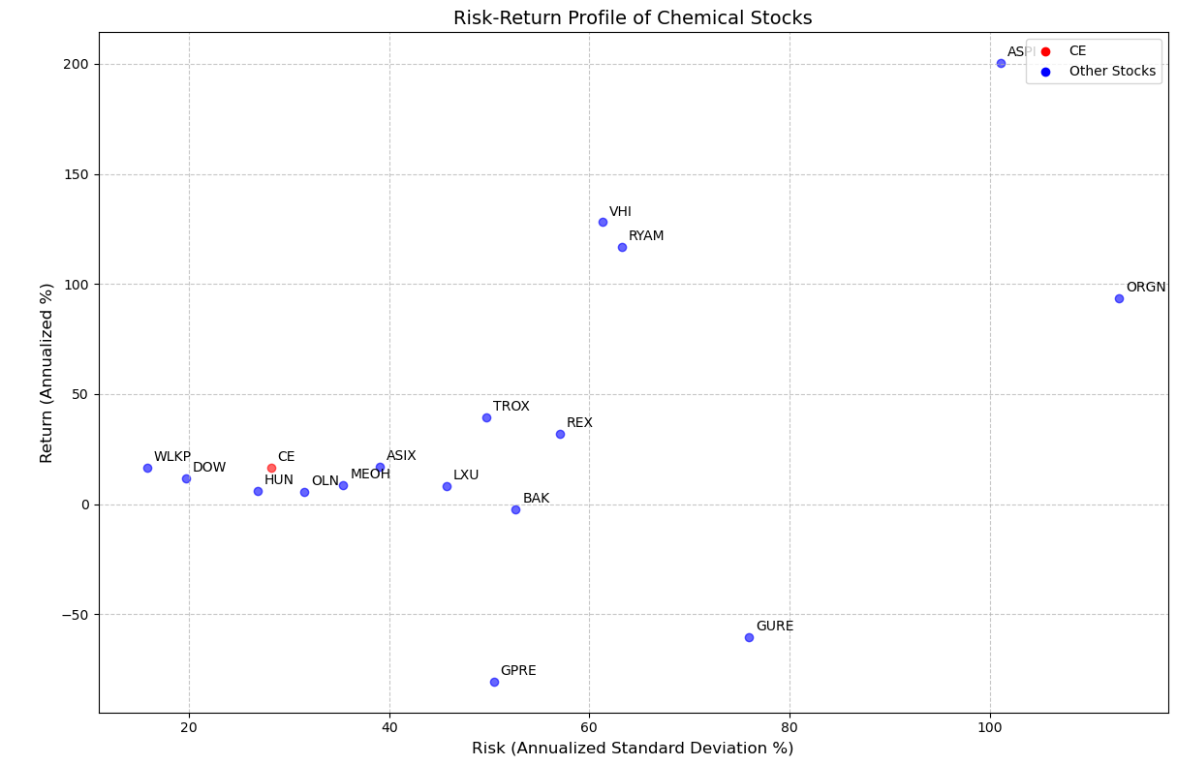 Risk-Return Profile of Chemical Stocks
ASPI
CE
Other Stocks
200
150
VHI
RYAM
100
ORGN
50
TROX
REX
WLKP
DOW
CE
HUN
OLN
MEOH
ASIX
LXU
BAK
0
−50
GURE
GPRE
Return (Annualized %)
20
40
60
80
100
Risk (Annualized Standard Deviation %)